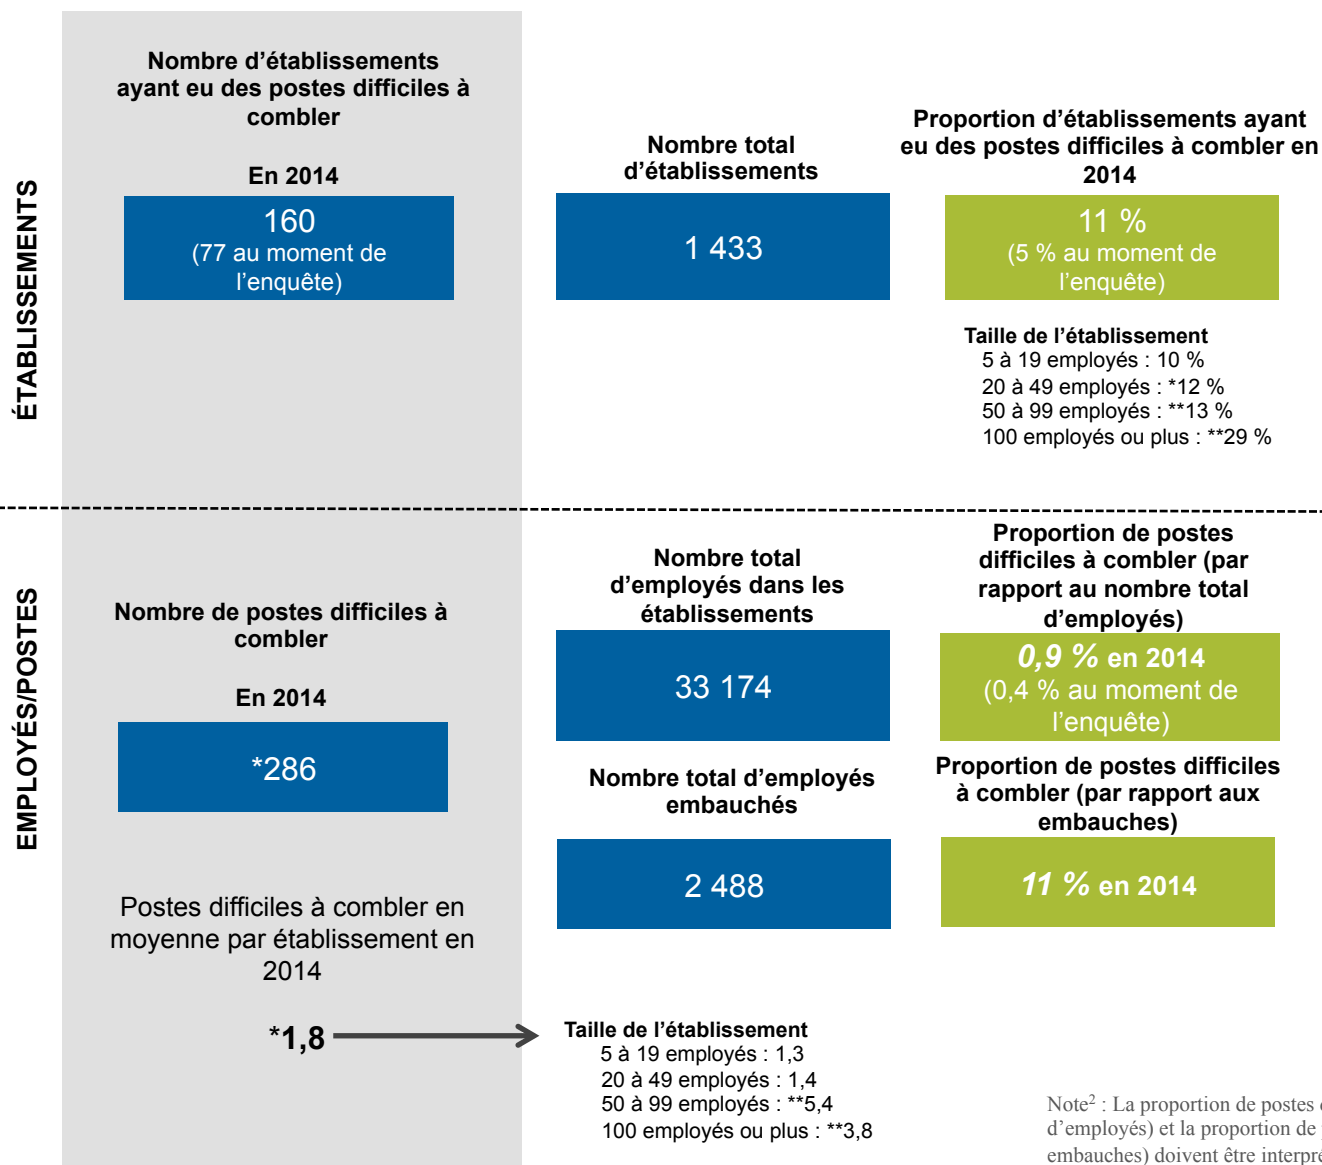 ÉTABLISSEMENTS
Nombre d’établissements
ayant eu des postes difficiles à
combler
En 2014
160
(77 au moment de
l’enquête)
Nombre total
d’établissements
1 433
Proportion d’établissements ayant
eu des postes difficiles à combler en
2014
11 %
(5 % au moment de
l’enquête)
Taille de l’établissement
5 à 19 employés : 10 %
20 à 49 employés : *12 %
50 à 99 employés : **13 %
100 employés ou plus : **29 %
EMPLOYÉS/POSTES
Nombre de postes difficiles à
combler
En 2014
*286
Nombre total
d’employés dans les
établissements
33 174
Proportion de postes
difficiles à combler (par
rapport au nombre total
d’employés)
0,9 % en 2014
(0,4 % au moment de
l’enquête)
Nombre total d’employés
embauchés
2 488
Proportion de postes difficiles
à combler (par rapport aux
embauches)
11 % en 2014
Postes difficiles à combler en
moyenne par établissement en
2014
*1,8
Taille de l’établissement
5 à 19 employés : 1,3
20 à 49 employés : 1,4
50 à 99 employés : **5,4
100 employés ou plus : **3,8
Note² : La proportion de postes
d’employés) et la proportion de
embauches) doivent être